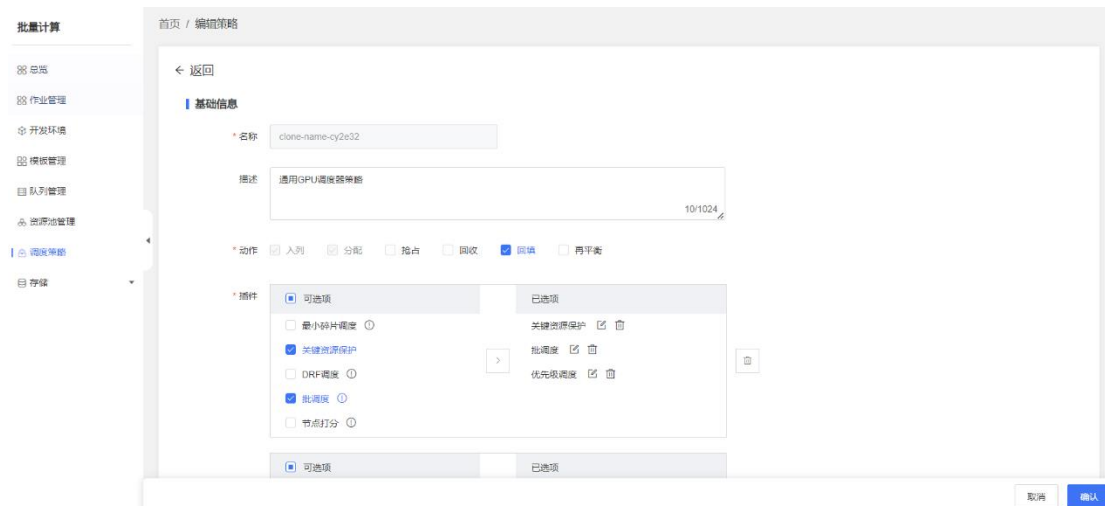 批量计算
首页 / 编辑策略
总览
作业管理
开发环境
模板管理
队列管理
资源池管理
调度策略
存储
返回
基础信息
* 名称 clone-name-cy2e32
描述 通用GPU调度器策略
10/1024
* 动作 入列 分配 抢占 回收 回填 再平衡
* 插件 可选项 已选项
最小碎片调度 关键资源保护
关键资源保护 批调度
DRF调度 优先级调度
批调度
节点打分
可选项 已选项
取消 确认